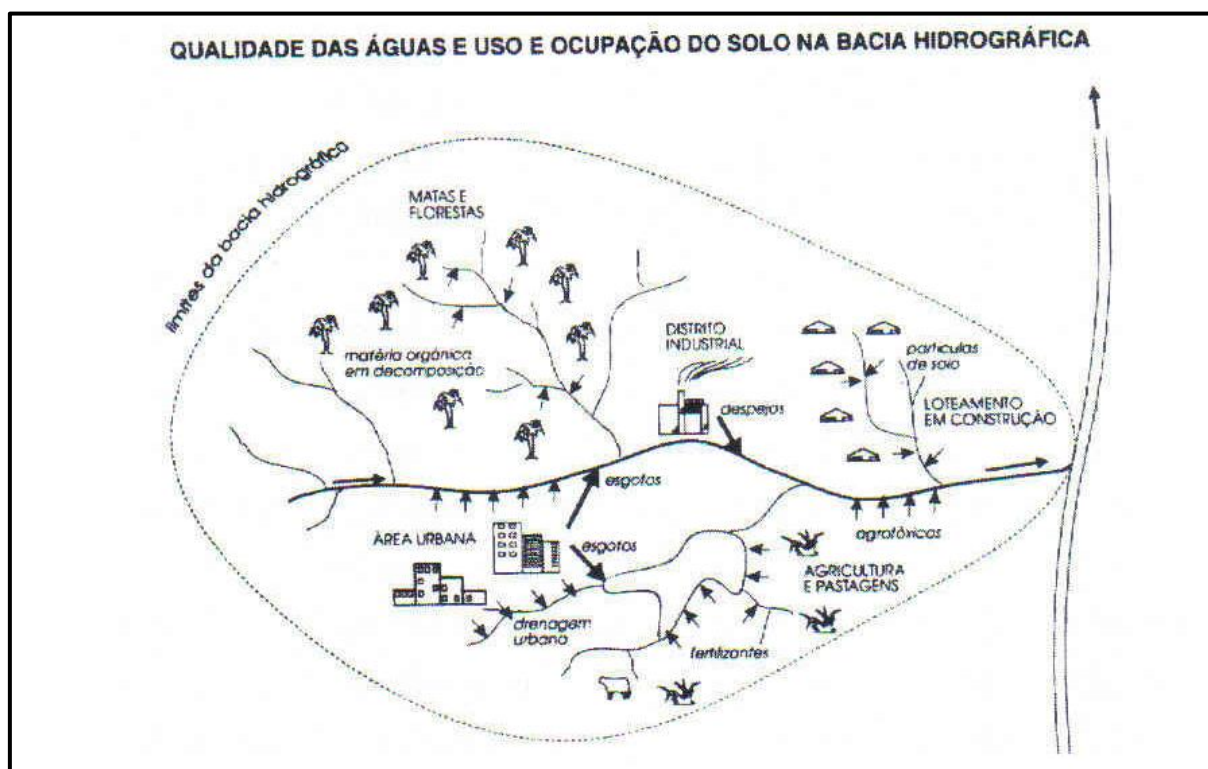 QUALIDADE DAS ÁGUAS E USO E OCUPAÇÃO DO SOLO NA BACIA HIDROGRÁFICA
limites da bacia hidrográfica
MATAS E
FLORESTAS
matéria orgânica
em decomposição
DISTRITO
INDUSTRIAL
despejos
partículas
de solo
LOTEAMENTO
EM CONSTRUÇÃO
esgotos
ÁREA URBANA
esgotos
agrotóxicos
AGRICULTURA
E PASTAGENS
drenagem
urbana
fertilizantes